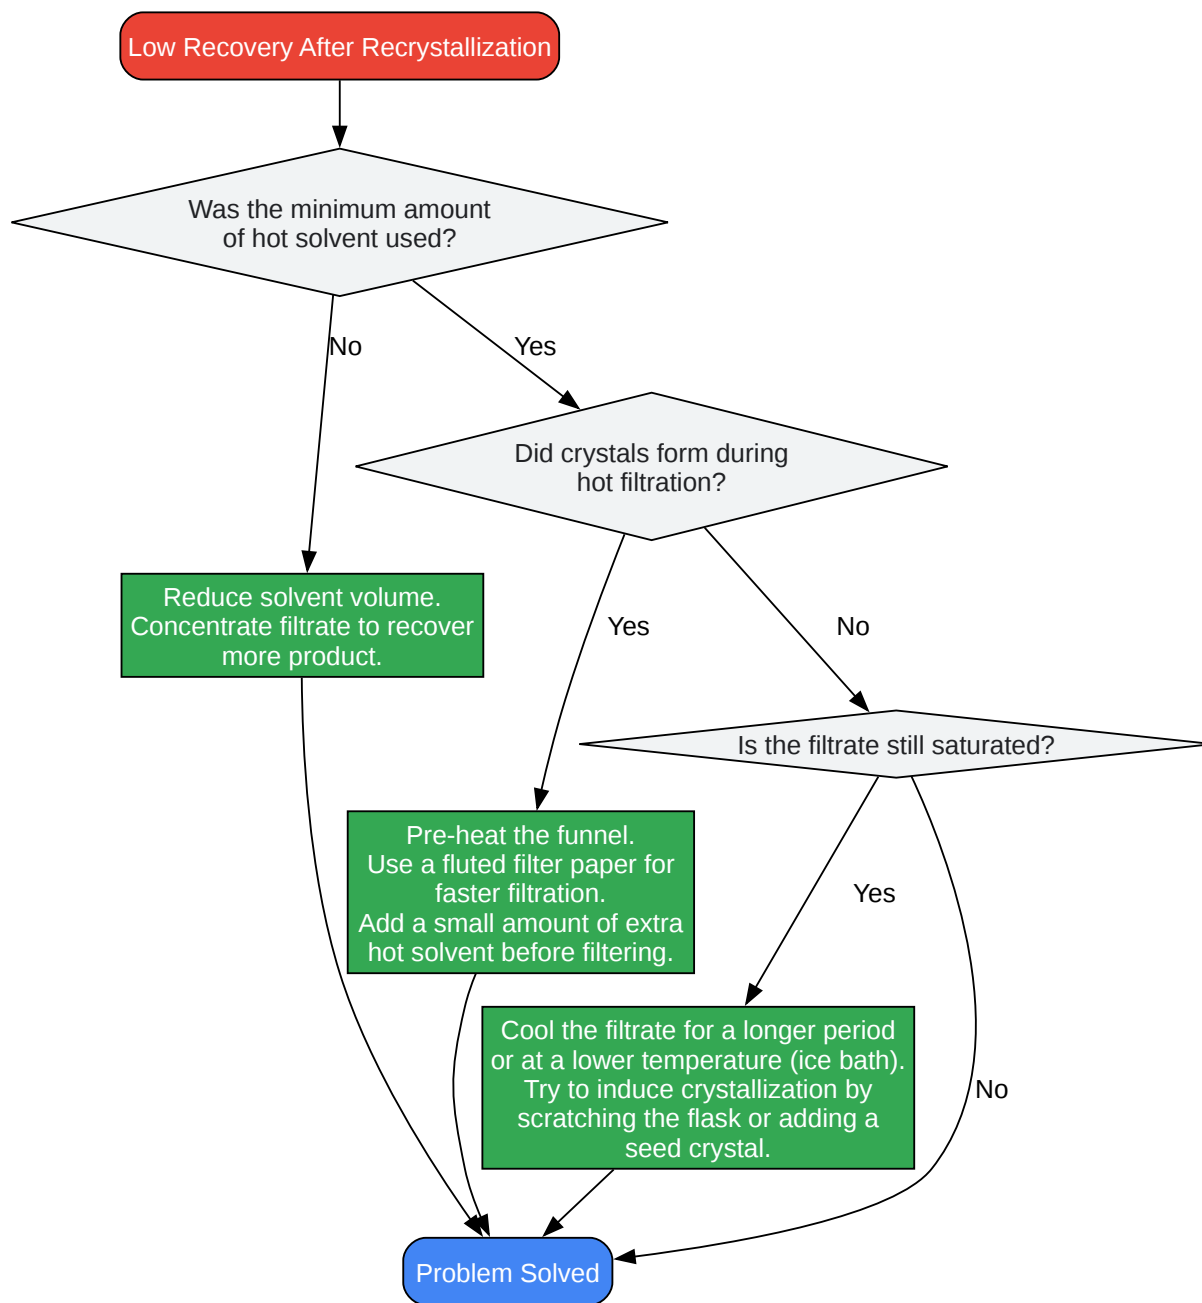 Low Recovery After Recrystallization
Was the minimum amount
of hot solvent used?
No
Yes
Did crystals form during
hot filtration?
Reduce solvent volume.
Concentrate filtrate to recover
more product.
Yes
No
Is the filtrate still saturated?
Pre-heat the funnel.
Use a fluted filter paper for
faster filtration.
Add a small amount of extra
hot solvent before filtering.
Yes
Cool the filtrate for a longer period
or at a lower temperature (ice bath).
Try to induce crystallization by
scratching the flask or adding a
seed crystal.
No
Problem Solved